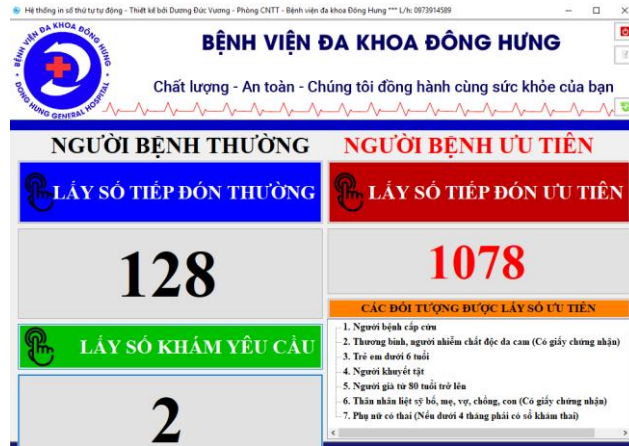 Hệ thống in số thứ tự tự động - Thiết kế bởi Dương Đức Vương - Phòng CNTT - Bệnh viện đa khoa Đông Hưng *** L/h: 0973914589
BỆNH VIỆN ĐA KHOA ĐÔNG HƯNG
DONG HUNG GENERAL HOSPITAL
Chất lượng - An toàn - Chúng tôi đồng hành cùng sức khỏe của bạn
NGƯỜI BỆNH THƯỜNG
LẤY SỐ TIẾP ĐÓN THƯỜNG
128
LẤY SỐ KHÁM YÊU CẦU
2
NGƯỜI BỆNH ƯU TIÊN
LẤY SỐ TIẾP ĐÓN ƯU TIÊN
1078
CÁC ĐỐI TƯỢNG ĐƯỢC LẤY SỐ ƯU TIÊN
1. Người bệnh cấp cứu
2. Thương binh, người nhiễm chất độc da cam (Có giấy chứng nhận)
3. Trẻ em dưới 6 tuổi
4. Người khuyết tật
5. Người già từ 80 tuổi trở lên
6. Thân nhân liệt sỹ bố, mẹ, vợ, chồng, con (Có giấy chứng nhận)
7. Phụ nữ có thai (Nếu dưới 4 tháng phải có sổ khám thai)